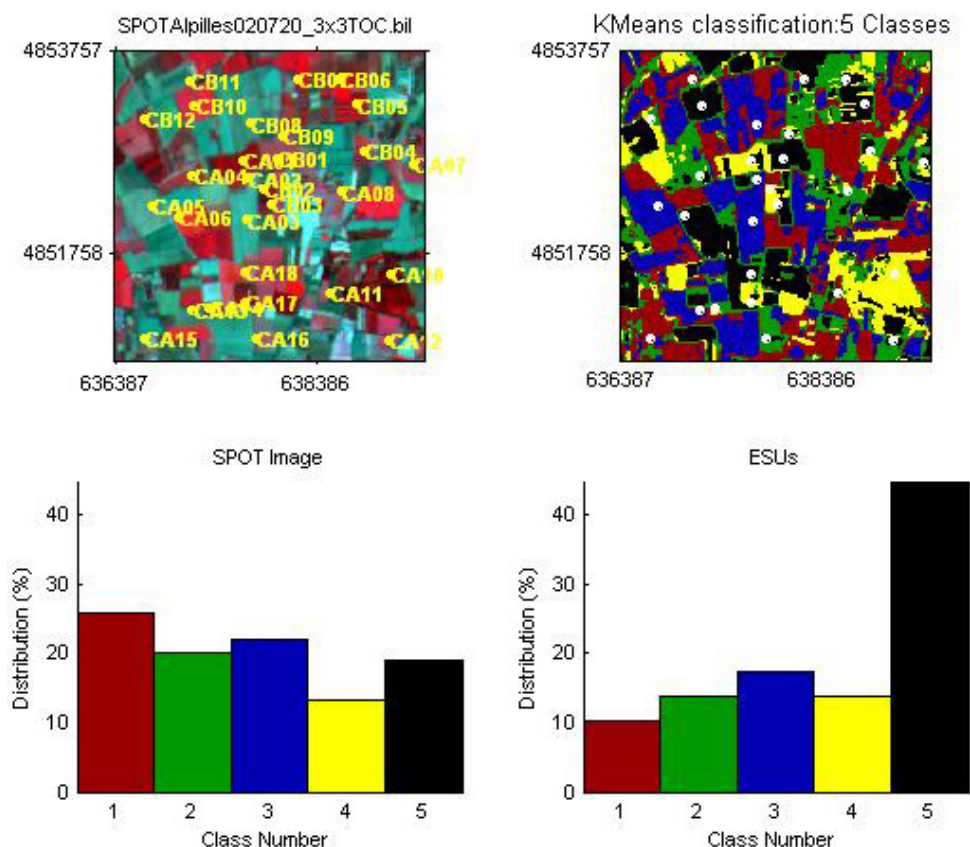 SPOTAlpilles020720_3x3TOC.bil
KMeans classification:5 Classes
4853757
4853757
CB11
CB06
CB10
CB05
CB12
CB08
CB09
CB04
CB01
CA07
CA04
CA08
CB03
CA05
CA06
CA03
4851758
4851758
CA18
CA11
CA17
CA15
CA16
636387
638386
636387
638386
SPOT Image
ESUs
Distribution (%)
40
30
20
10
0
1 2 3 4 5
Class Number
Distribution (%)
40
30
20
10
0
1 2 3 4 5
Class Number